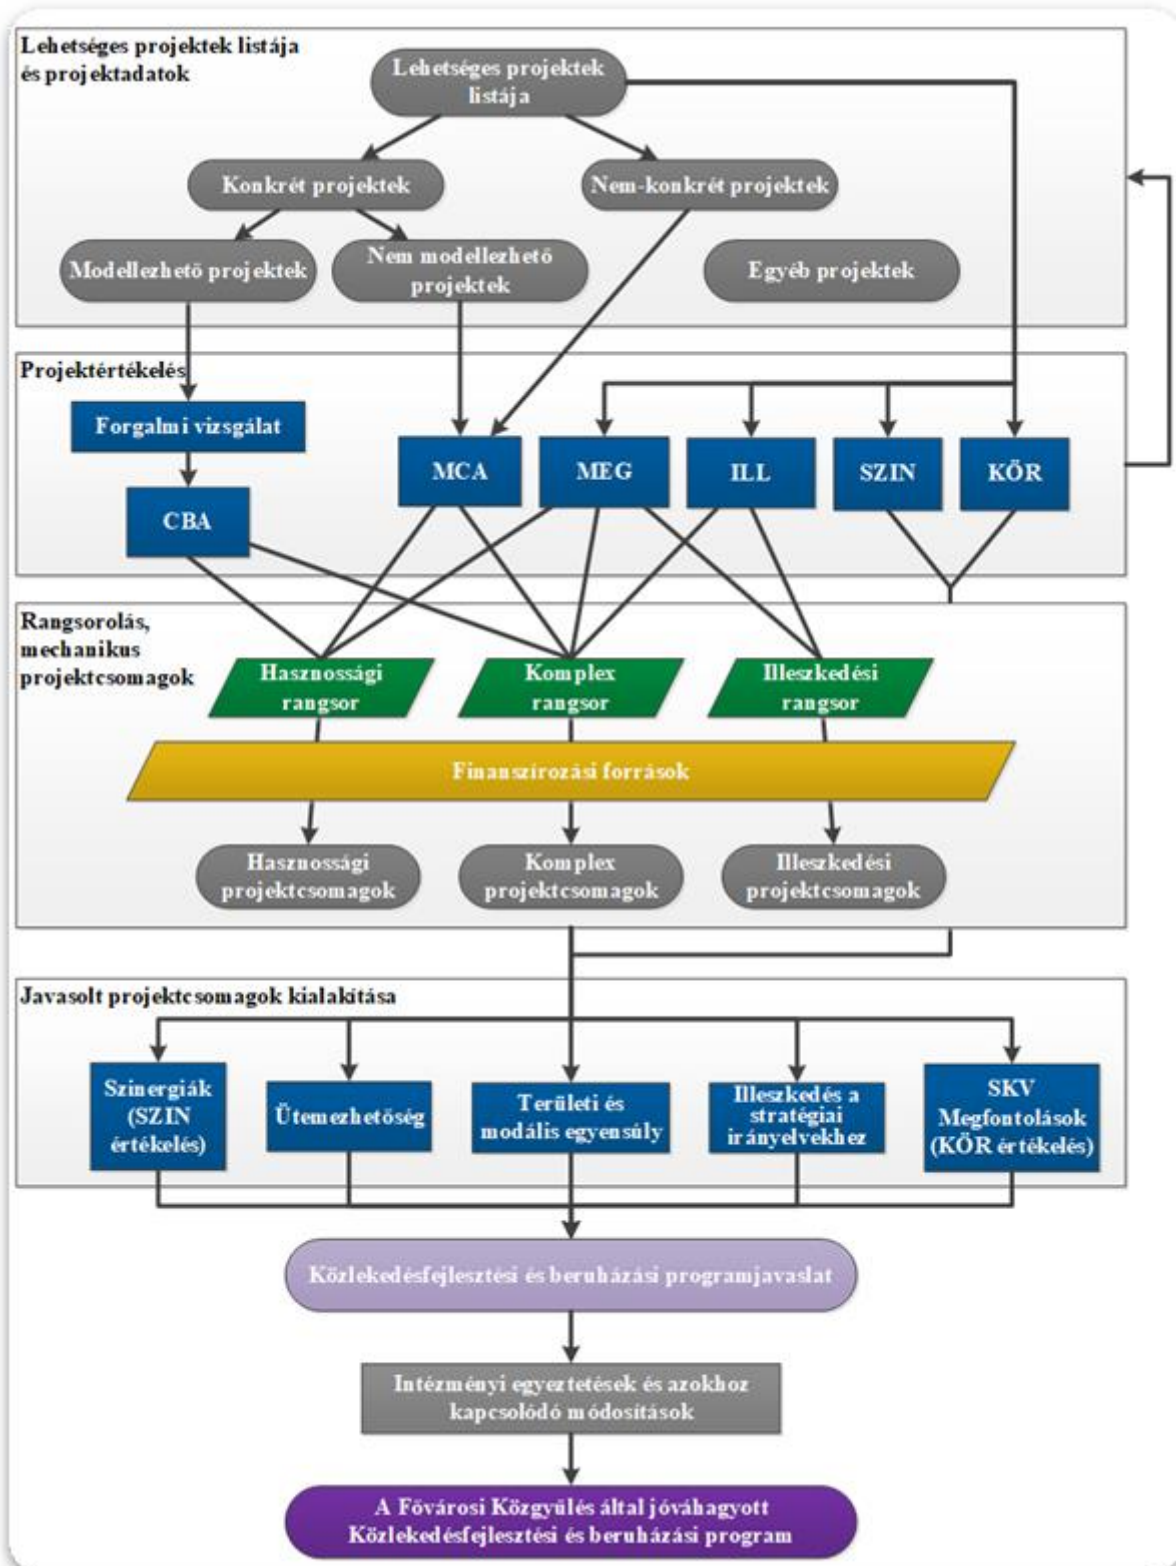 Lehetséges projektek listája
és projektadatok
Lehetséges projektek
listája
Konkrét projektek
Nem-konkrét projektek
Modellezhető projektek
Nem modellezhető
projektek
Egyéb projektek
Projektértékelés
Forgalmi vizsgálat
MCA
MEG
ILL
SZIN
KÖR
CBA
Rangsorolás,
mechanikus
projektcsomagok
Hasznossági
rangsor
Komplex
rangsor
Illeszkedési
rangsor
Finanszírozási források
Hasznossági
projektcsomagok
Komplex
projektcsomagok
Illeszkedési
projektcsomagok
Javasolt projektcsomagok kialakítása
Szinergiák
(SZIN
értékelés)
Ütemezhetőség
Területi és
modális egyensúly
Illeszkedés a
stratégiai
irányelvekhez
SKV
Megfontolások
(KÖR értékelés)
Közlekedésfejlesztési és beruházási programjavaslat
Intézményi egyeztetések és azokhoz
kapcsolódó módosítások
A Fővárosi Közgyűlés által jóváhagyott
Közlekedésfejlesztési és beruházási program